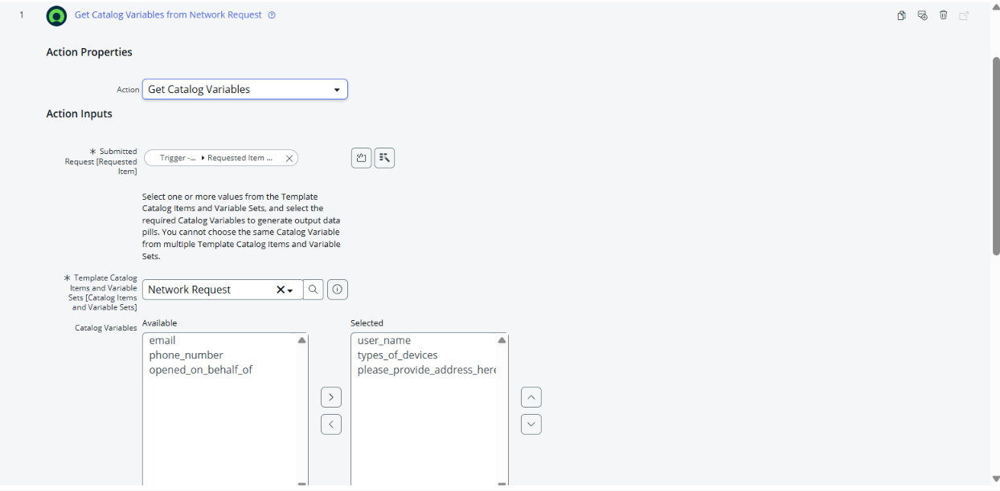 1 Get Catalog Variables from Network Request
Action Properties
Action Get Catalog Variables
Action Inputs
Submitted
Request [Requested
Item]
Trigger -... Requested Item ...
Select one or more values from the Template
Catalog Items and Variable Sets, and select the
required Catalog Variables to generate output data
pills. You cannot choose the same Catalog Variable
from multiple Template Catalog Items and Variable
Sets.
Template Catalog
Items and Variable
Sets [Catalog Items
and Variable Sets]
Network Request
Catalog Variables
Available
email
phone_number
opened_on_behalf_of
Selected
user_name
types_of_devices
please_provide_address_here